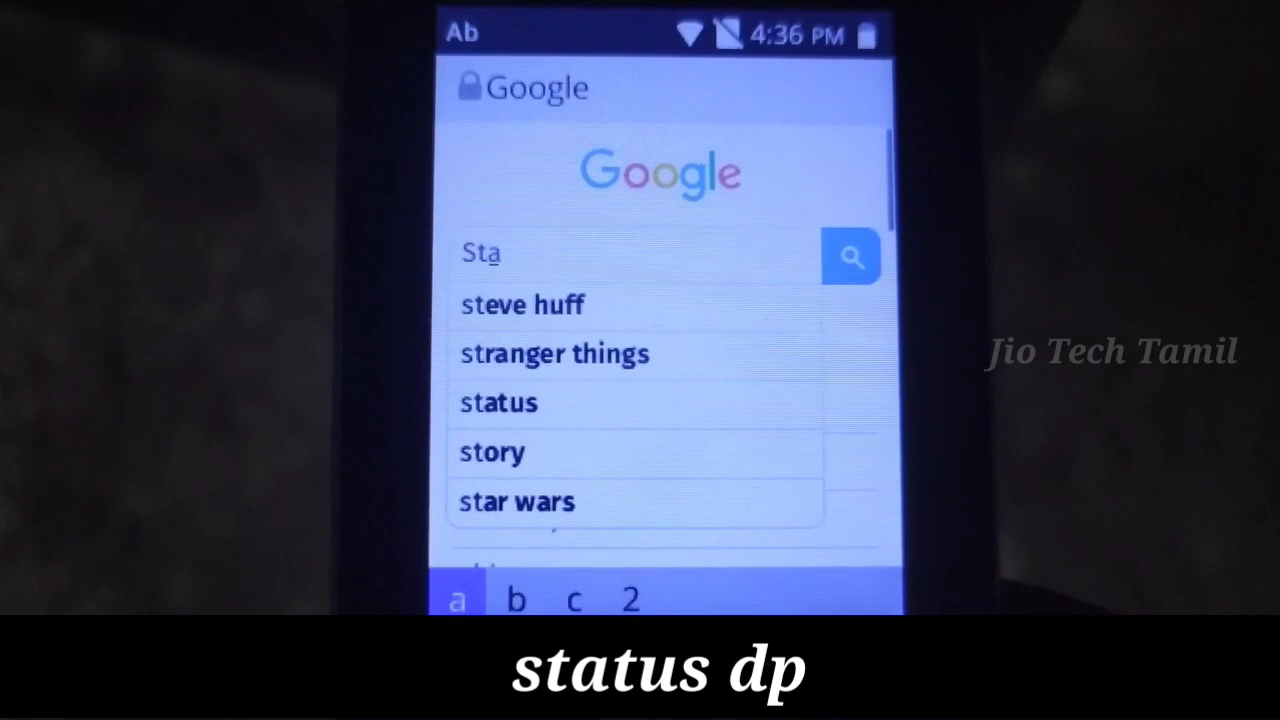 Ab 4:36 PM
Google
Google
Sta
steve huff
stranger things
status
story
star wars
a b c 2
Jio Tech Tamil
status dp